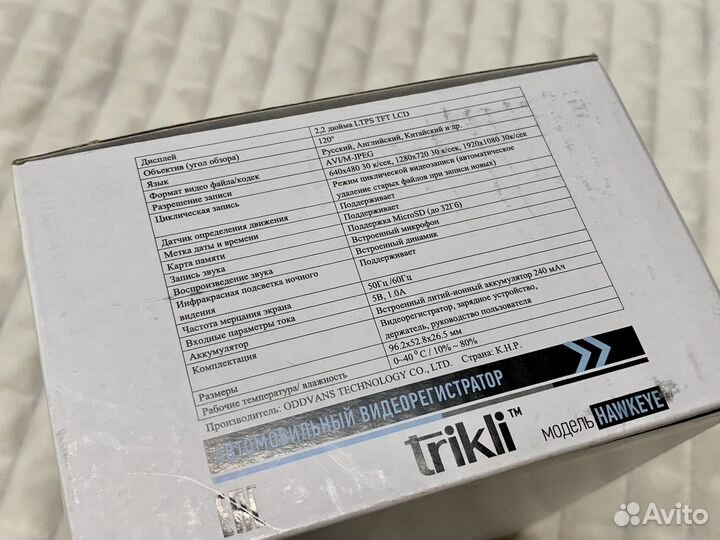 Дисплей 2,2 дюйма LTPS TFT LCD
Объектив (угол обзора) 120°
Язык Русский, Английский, Китайский и др.
Формат видео файла/кодек AVI/M-JPEG
Разрешение записи 640x480 30 к/сек, 1280x720 30 к/сек, 1920x1080 30к/сек
Циклическая запись Режим циклической видеозаписи (автоматическое
удаление старых файлов при записи новых)
Датчик определения движения Поддерживает
Метка даты и времени Поддерживает
Карта памяти Поддержка MicroSD (до 32Гб)
Запись звука Встроенный микрофон
Воспроизведение звука Встроенный динамик
Инфракрасная подсветка ночного Поддерживает
видения
Частота мерцания экрана 50Гц /60Гц
Входные параметры тока 5В, 1.0А
Аккумулятор Встроенный литий-ионный аккумулятор 240 мАч
Комплектация Видеорегистратор, зарядное устройство,
держатель, руководство пользователя
Размеры 96.2x52.8x26.5 мм
Рабочие температура/ влажность 0~40 ⁰ C / 10% ~ 80%
Производитель: ODDVANS TECHNOLOGY CO., LTD. Страна: К.Н.Р.
АВТОМОБИЛЬНЫЙ ВИДЕОРЕГИСТРАТОР
trikli™
МОДЕЛЬ HAWKEYE
EAC
Avito